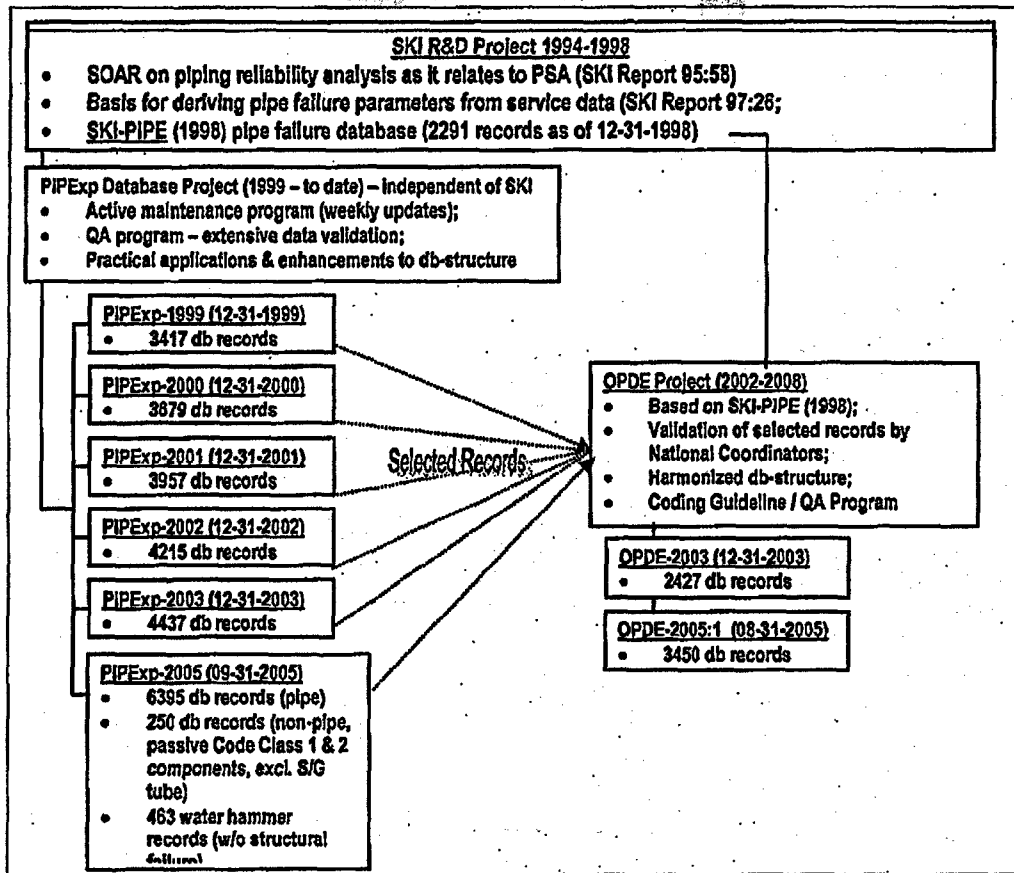 SKI R&D Project 1994-1998
• SOAR on piping reliability analysis as it relates to PSA (SKI Report 95:58)
• Basis for deriving pipe failure parameters from service data (SKI Report 97:26;
• SKI-PIPE (1998) pipe failure database (2291 records as of 12-31-1998)
PIPExp Database Project (1999 – to date) – independent of SKI
• Active maintenance program (weekly updates);
• QA program – extensive data validation;
• Practical applications & enhancements to db-structure
PIPExp-1999 (12-31-1999)
• 3417 db records
PIPExp-2000 (12-31-2000)
• 3879 db records
PIPExp-2001 (12-31-2001)
• 3957 db records
PIPExp-2002 (12-31-2002)
• 4215 db records
PIPExp-2003 (12-31-2003)
• 4437 db records
PIPExp-2005 (09-31-2005)
• 6395 db records (pipe)
• 250 db records (non-pipe,
passive Code Class 1 & 2
components, excl. S/G
tube)
• 463 water hammer
records (w/o structural
failure)
Selected Records
OPDE Project (2002-2008)
• Based on SKI-PIPE (1998);
• Validation of selected records by
National Coordinators;
• Harmonized db-structure;
• Coding Guideline / QA Program
OPDE-2003 (12-31-2003)
• 2427 db records
OPDE-2005:1 (08-31-2005)
• 3450 db records